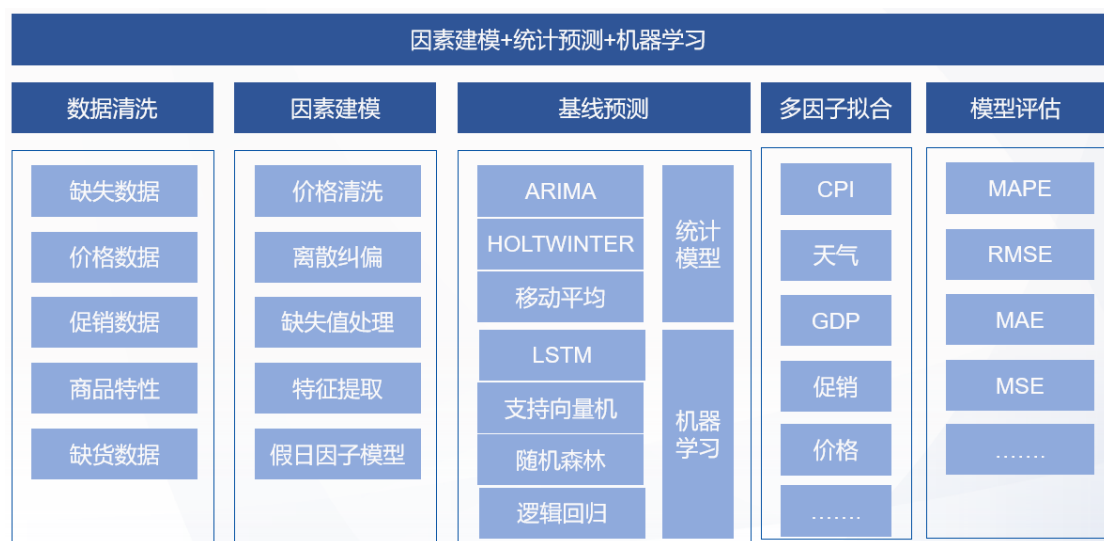 因素建模+统计预测+机器学习
数据清洗
缺失数据
价格数据
促销数据
商品特性
缺货数据
因素建模
价格清洗
离散纠偏
缺失值处理
特征提取
假日因子模型
基线预测
ARIMA
HOLTWINTER
移动平均
统计
模型
LSTM
支持向量机
随机森林
逻辑回归
机器
学习
多因子拟合
CPI
天气
GDP
促销
价格
.......
模型评估
MAPE
RMSE
MAE
MSE
.......